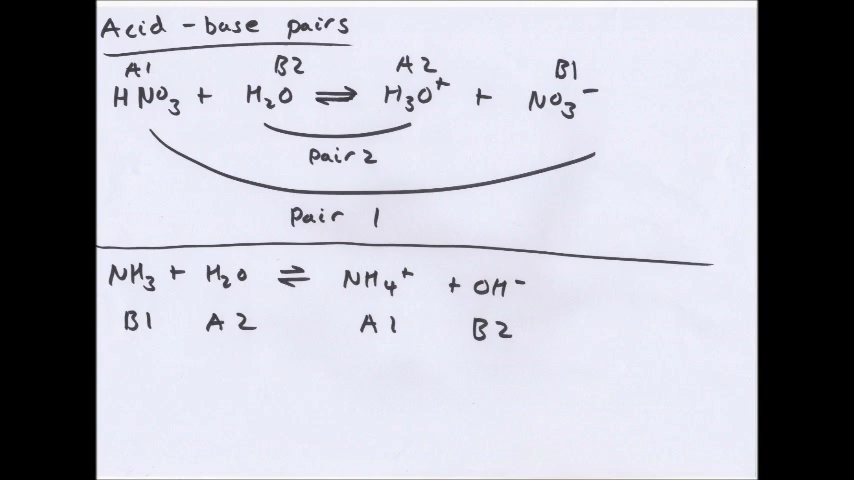 Acid - base pairs
A1 B2 A2 B1
HNO₃ + H₂O ⇌ H₃O⁺ + NO₃⁻
Pair 2
Pair 1
NH₃ + H₂O ⇌ NH₄⁺ + OH⁻
B1 A2 A1 B2